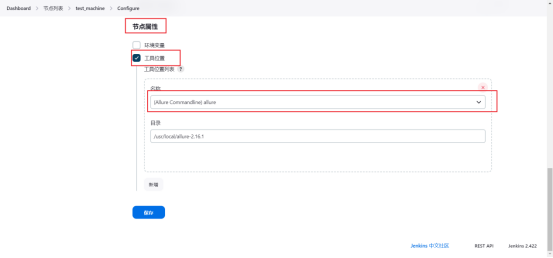 Dashboard > 节点列表 > test_machine > Configure
节点属性
环境变量
工具位置
工具位置列表 ?
名称
(Allure Commandline) allure
目录
/usr/local/allure-2.16.1
新增
保存
Jenkins 中文社区 REST API Jenkins 2.422